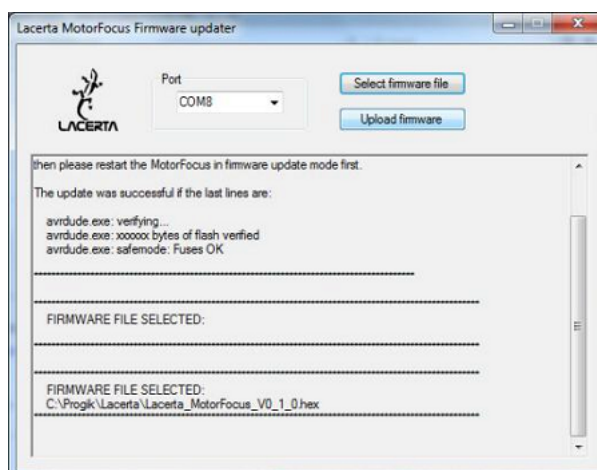 Lacerta MotorFocus Firmware updater
Port
COM8
Select firmware file
Upload firmware
LACERTA
then please restart the MotorFocus in firmware update mode first.
The update was successful if the last lines are:
avrdude.exe: verifying...
avrdude.exe: xxxxxx bytes of flash verified
avrdude.exe: safemode: Fuses OK
FIRMWARE FILE SELECTED:
FIRMWARE FILE SELECTED:
C:\Progik\Lacerta\Lacerta_MotorFocus_V0_1_0.hex